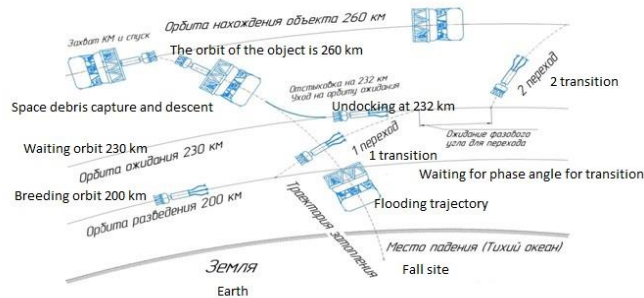 Орбита нахождения объекта 260 км
Захват КМ и спуск
The orbit of the object is 260 km
Space debris capture and descent
Отстыковка на 232 км
Уход на орбиту ожидания
Undocking at 232 km
2 переход
2 transition
Waiting orbit 230 km
Орбита ожидания 230 км
1 переход
1 transition
Ожидание фазового
угла для перехода
Waiting for phase angle for transition
Breeding orbit 200 km
Орбита разведения 200 км
Flooding trajectory
Траектория затопления
Место падения (Тихий океан)
Fall site
Земля
Earth